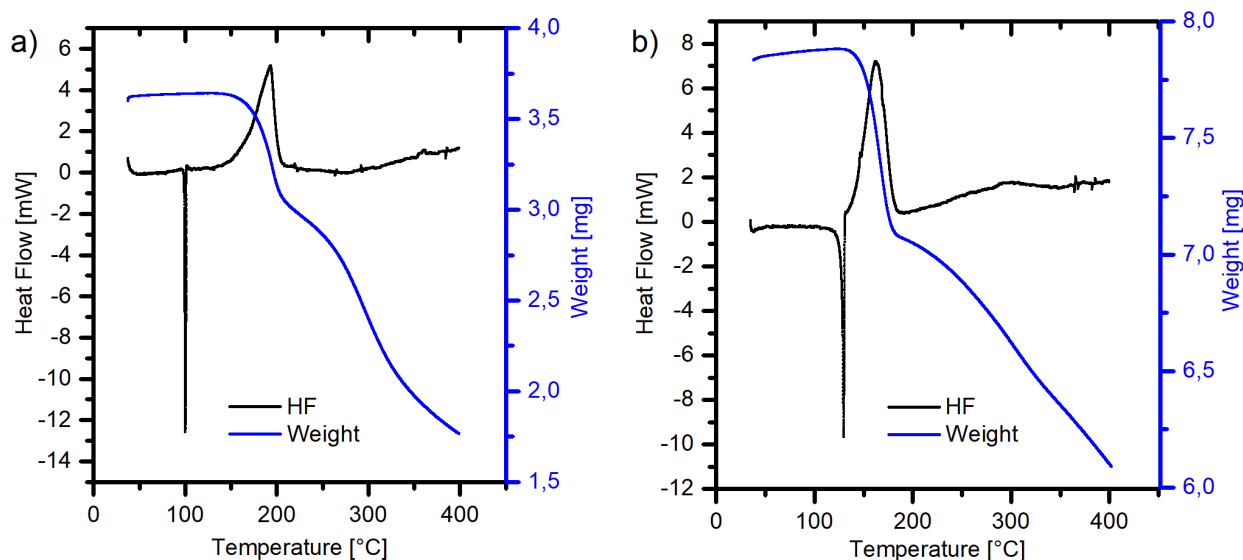 a)
Heat Flow [mW]
6
4
2
0
-2
-4
-6
-8
-10
-12
-14
4,0
3,5
3,0
2,5
2,0
1,5
Weight [mg]
HF
Weight
0 100 200 300 400
Temperature [°C]
b)
Heat Flow [mW]
8
6
4
2
0
-2
-4
-6
-8
-10
-12
8,0
7,5
7,0
6,5
6,0
Weight [mg]
HF
Weight
0 100 200 300 400
Temperature [°C]